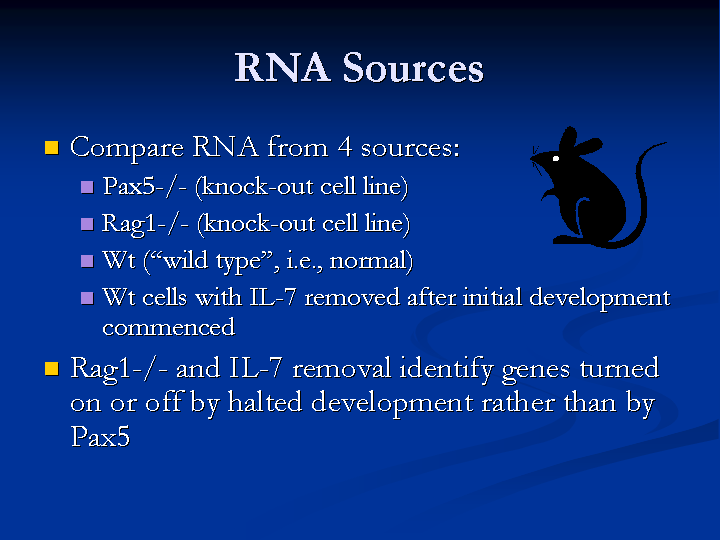 RNA Sources
Compare RNA from 4 sources:
Pax5-/- (knock-out cell line)
Rag1-/- (knock-out cell line)
Wt (“wild type”, i.e., normal)
Wt cells with IL-7 removed after initial development
commenced
Rag1-/- and IL-7 removal identify genes turned
on or off by halted development rather than by
Pax5